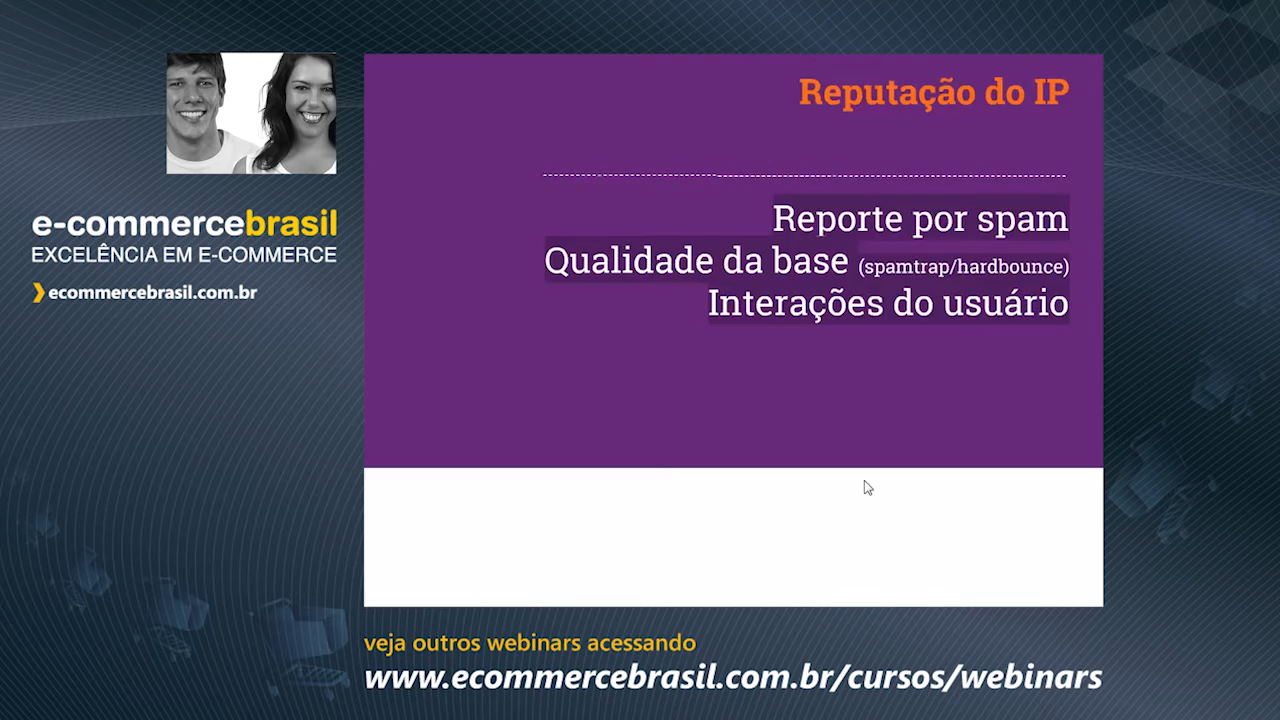 e-commercebrasil
EXCELÊNCIA EM E-COMMERCE
ecommercebrasil.com.br
Reputação do IP
Reporte por spam
Qualidade da base (spamtrap/hardbounce)
Interações do usuário
veja outros webinars acessando
www.ecommercebrasil.com.br/cursos/webinars